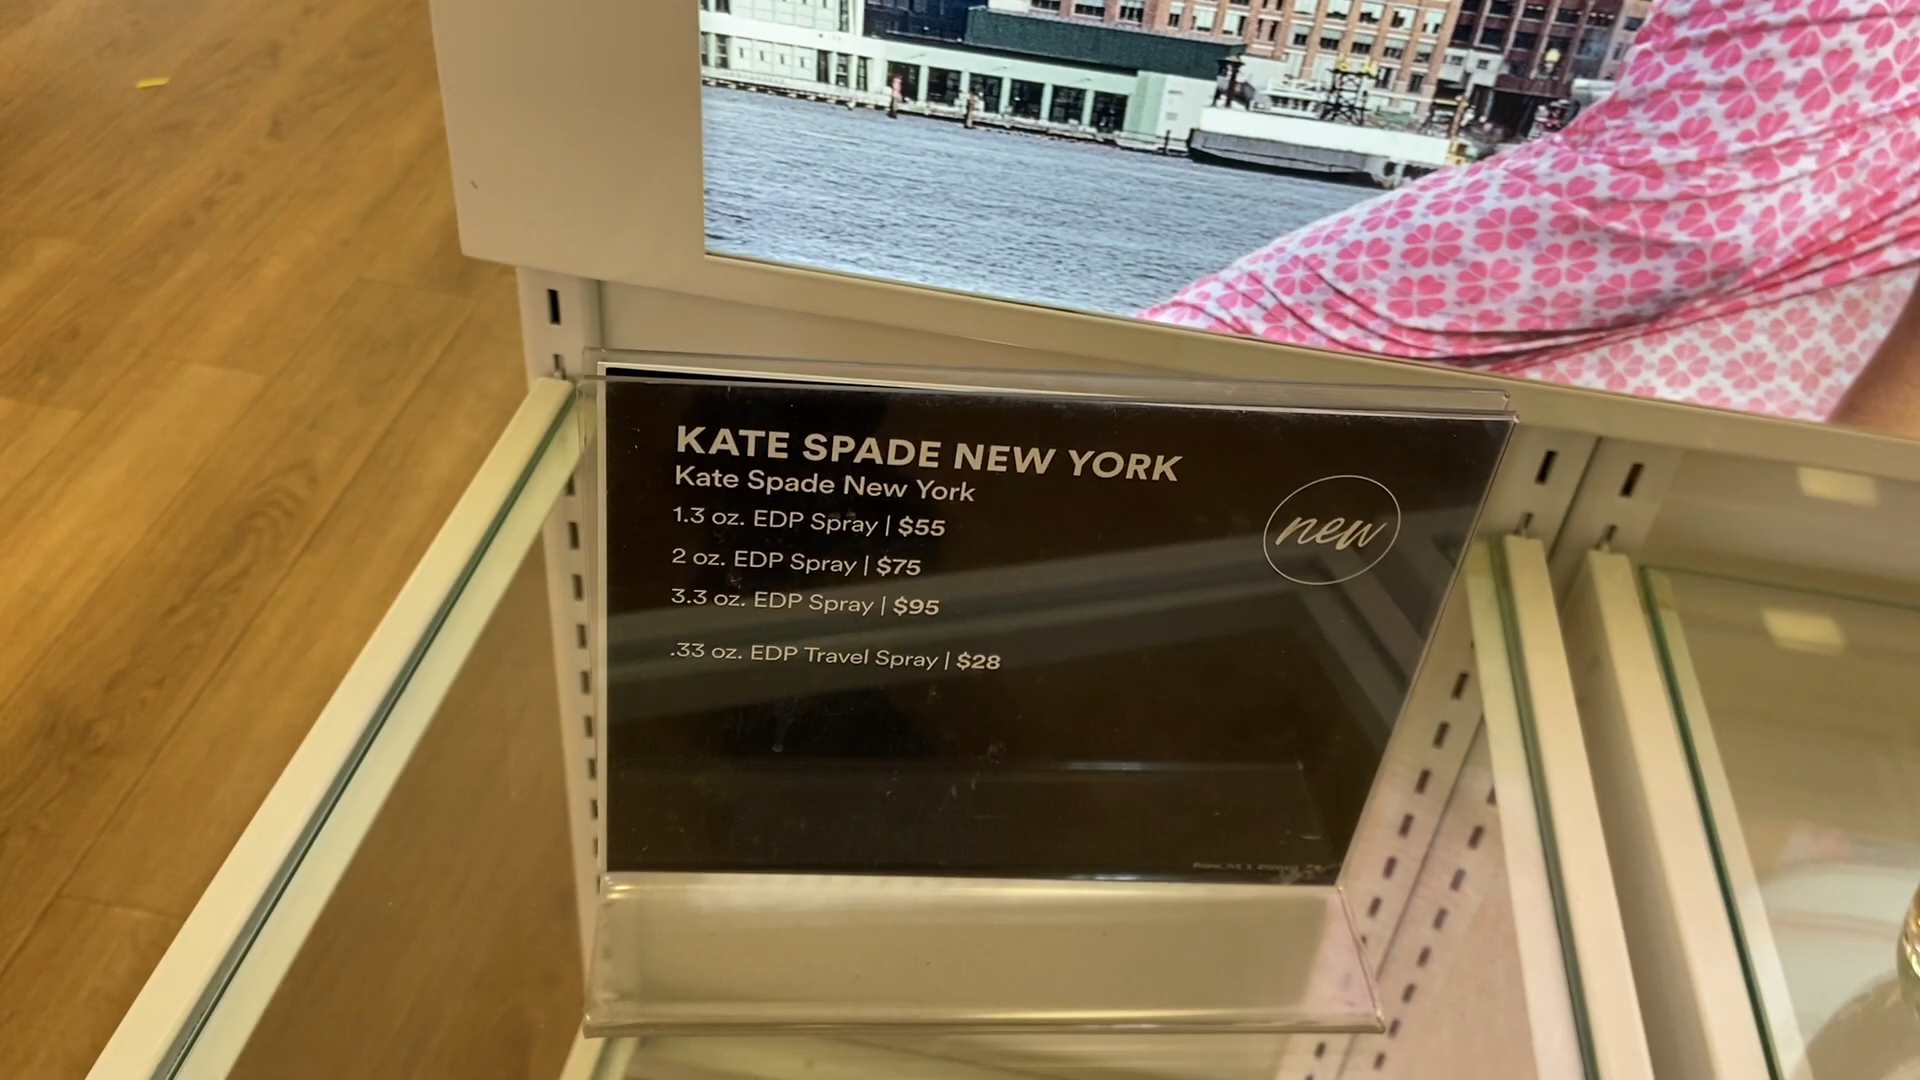 KATE SPADE NEW YORK
Kate Spade New York
1.3 oz. EDP Spray | $55
2 oz. EDP Spray | $75
3.3 oz. EDP Spray | $95
.33 oz. EDP Travel Spray | $28
new